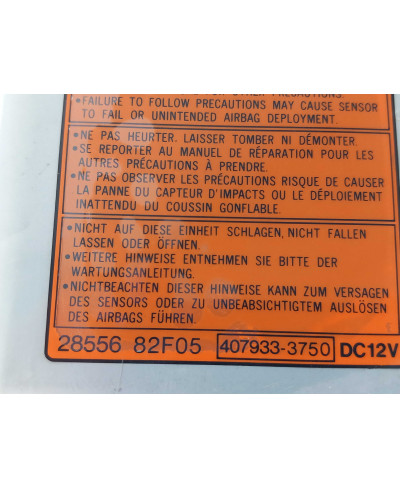 OR OTHER PRECAUTIONS.
•FAILURE TO FOLLOW PRECAUTIONS MAY CAUSE SENSOR
TO FAIL OR UNINTENDED AIRBAG DEPLOYMENT.
•NE PAS HEURTER, LAISSER TOMBER NI DÉMONTER.
•SE REPORTER AU MANUEL DE RÉPARATION POUR LES
AUTRES PRÉCAUTIONS À PRENDRE.
•NE PAS OBSERVER LES PRÉCAUTIONS RISQUE DE CAUSER
LA PANNE DU CAPTEUR D'IMPACTS OU LE DÉPLOIEMENT
INATTENDU DU COUSSIN GONFLABLE.
•NICHT AUF DIESE EINHEIT SCHLAGEN, NICHT FALLEN
LASSEN ODER ÖFFNEN.
•WEITERE HINWEISE ENTNEHMEN SIE BITTE DER
WARTUNGSANLEITUNG.
•NICHTBEACHTEN DIESER HINWEISE KANN ZUM VERSAGEN
DES SENSORS ODER ZU UNBEABSICHTIGTEM AUSLÖSEN
DES AIRBAGS FÜHREN.
28556 82F05 407933-3750 DC12V